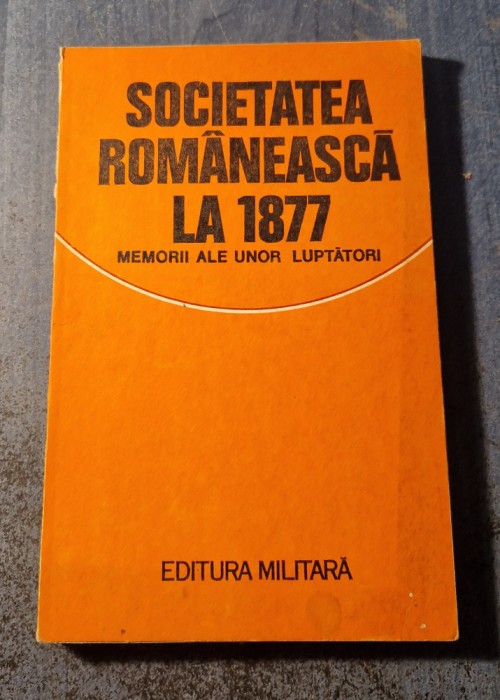 SOCIETATEA
ROMÂNEASCĂ
LA 1877
MEMORII ALE UNOR LUPTĂTORI
EDITURA MILITARĂ